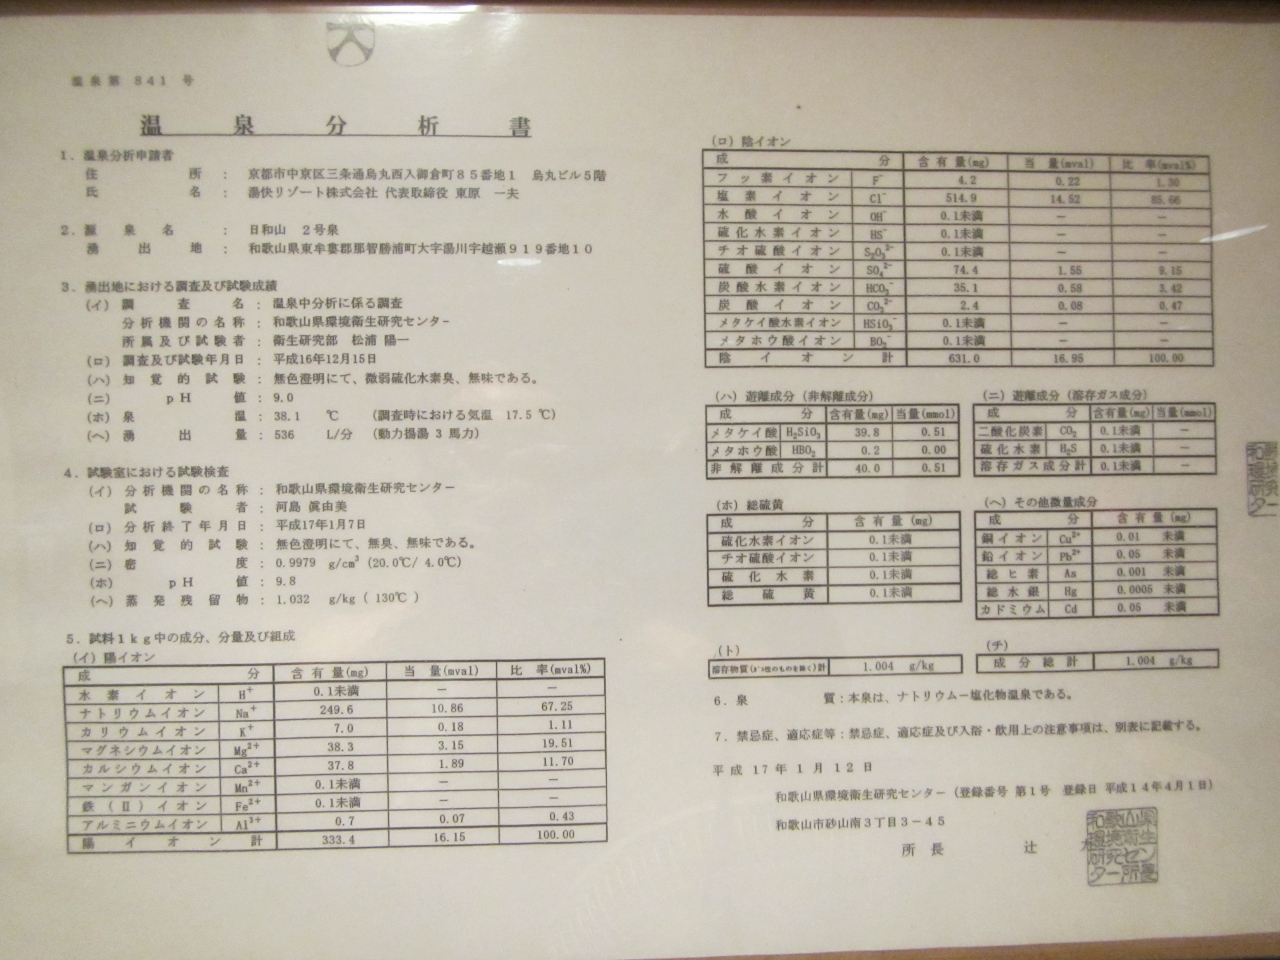 温泉第 841 号
温泉分析書
1．温泉分析申請者
住所：京都市中京区三条通烏丸西入御倉町８５番地１ 烏丸ビル５階
氏名：湯快リゾート株式会社 代表取締役 東原 一夫
2．源泉名：日和山 ２号泉
湧出地：和歌山県東牟婁郡那智勝浦町大字湯川字越瀬９１９番地１０
3．湧出地における調査及び試験成績
(イ) 調査名：温泉中分析に係る調査
分析機関の名称：和歌山県環境衛生研究センター
所属及び試験者：衛生研究部 松浦 陽一
(ロ) 調査及び試験年月日：平成16年12月15日
(ハ) 知覚的試験：無色澄明にて、微弱硫化水素臭、無味である。
(ニ) pH値：9.0
(ホ) 泉温：38.1 ℃ (調査時における気温 17.5 ℃)
(ヘ) 湧出量：536 L/分 (動力揚湯 3 馬力)
4．試験室における試験検査
(イ) 分析機関の名称：和歌山県環境衛生研究センター
試験者：河島 眞由美
(ロ) 分析終了年月日：平成17年1月7日
(ハ) 知覚的試験：無色澄明にて、無臭、無味である。
(ニ) 密度：0.9979 g/cm³ (20.0℃/ 4.0℃)
(ホ) pH値：9.8
(ヘ) 蒸発残留物：1.032 g/kg ( 130℃ )
5．試料１ｋｇ中の成分、分量及び組成
(イ) 陽イオン
成分 含有量(mg) 当量(mval) 比率(mval%)
水素イオン H⁺ 0.1未満 － －
ナトリウムイオン Na⁺ 249.6 10.86 67.25
カリウムイオン K⁺ 7.0 0.18 1.11
マグネシウムイオン Mg²⁺ 38.3 3.15 19.51
カルシウムイオン Ca²⁺ 37.8 1.89 11.70
マンガンイオン Mn²⁺ 0.1未満 － －
鉄(Ⅱ)イオン Fe²⁺ 0.1未満 － －
アルミニウムイオン Al³⁺ 0.7 0.07 0.43
陽イオン計 333.4 16.15 100.00
(ロ) 陰イオン
成分 含有量(mg) 当量(mval) 比率(mval%)
フッ素イオン F⁻ 4.2 0.22 1.30
塩素イオン Cl⁻ 514.9 14.52 85.66
水酸イオン OH⁻ 0.1未満 － －
硫化水素イオン HS⁻ 0.1未満 － －
チオ硫酸イオン S₂O₃²⁻ 0.1未満 － －
硫酸イオン SO₄²⁻ 74.4 1.55 9.15
炭酸水素イオン HCO₃⁻ 35.1 0.58 3.42
炭酸イオン CO₃²⁻ 2.4 0.08 0.47
メタケイ酸水素イオン HSiO₃⁻ 0.1未満 － －
メタホウ酸イオン BO₂⁻ 0.1未満 － －
陰イオン計 631.0 16.95 100.00
(ハ) 遊離成分 (非解離成分)
成分 含有量(mg) 当量(mmol)
メタケイ酸 H₂SiO₃ 39.8 0.51
メタホウ酸 HBO₂ 0.2 0.00
非解離成分計 40.0 0.51
(ニ) 遊離成分 (溶存ガス成分)
成分 含有量(mg) 当量(mmol)
二酸化炭素 CO₂ 0.1未満 －
硫化水素 H₂S 0.1未満 －
溶存ガス成分計 0.1未満 －
(ホ) 総硫黄
成分 含有量(mg)
硫化水素イオン 0.1未満
チオ硫酸イオン 0.1未満
硫化水素 0.1未満
総硫黄 0.1未満
(ヘ) その他微量成分
成分 含有量(mg)
銅イオン Cu²⁺ 0.01 未満
鉛イオン Pb²⁺ 0.05 未満
総ヒ素 As 0.001 未満
総水銀 Hg 0.0005 未満
カドミウム Cd 0.05 未満
(ト)
溶存物質(ｶﾞｽ性のものを除く)計 1.004 g/kg
(チ)
成分総計 1.004 g/kg
6．泉質：本泉は、ナトリウム－塩化物温泉である。
7．禁忌症、適応症等：禁忌症、適応症及び入浴・飲用上の注意事項は、別表に記載する。
平成 17年 1月 12日
和歌山県環境衛生研究センター (登録番号 第１号 登録日 平成１４年４月１日)
和歌山市砂山南３丁目３－４５
所長 辻
和歌山県環境衛生研究センター所長